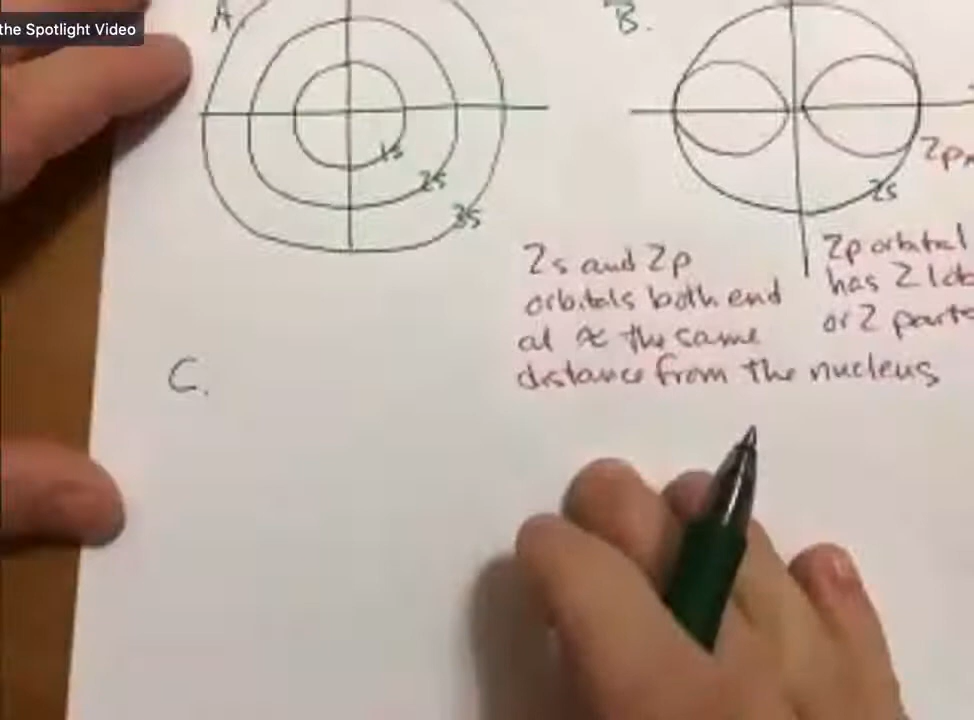 the Spotlight Video
A
B.
1s
2s
3s
2s
2p
2s and 2p
orbitals both end
at ≈ the same
distance from the nucleus
2p orbital
has 2
or 2 parts
C.